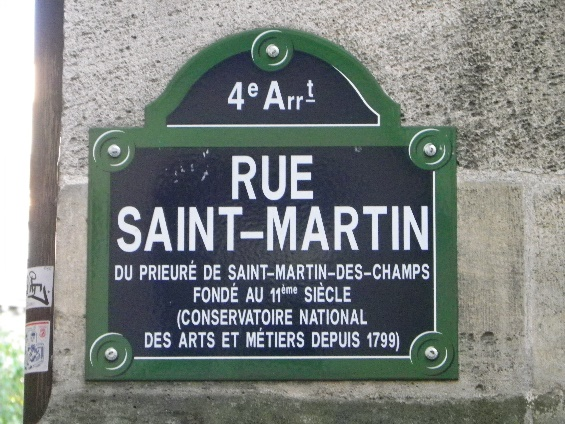 4e Arrt
RUE
SAINT-MARTIN
DU PRIEURÉ DE SAINT-MARTIN-DES-CHAMPS
FONDÉ AU 11ème SIÈCLE
(CONSERVATOIRE NATIONAL
DES ARTS ET MÉTIERS DEPUIS 1799)